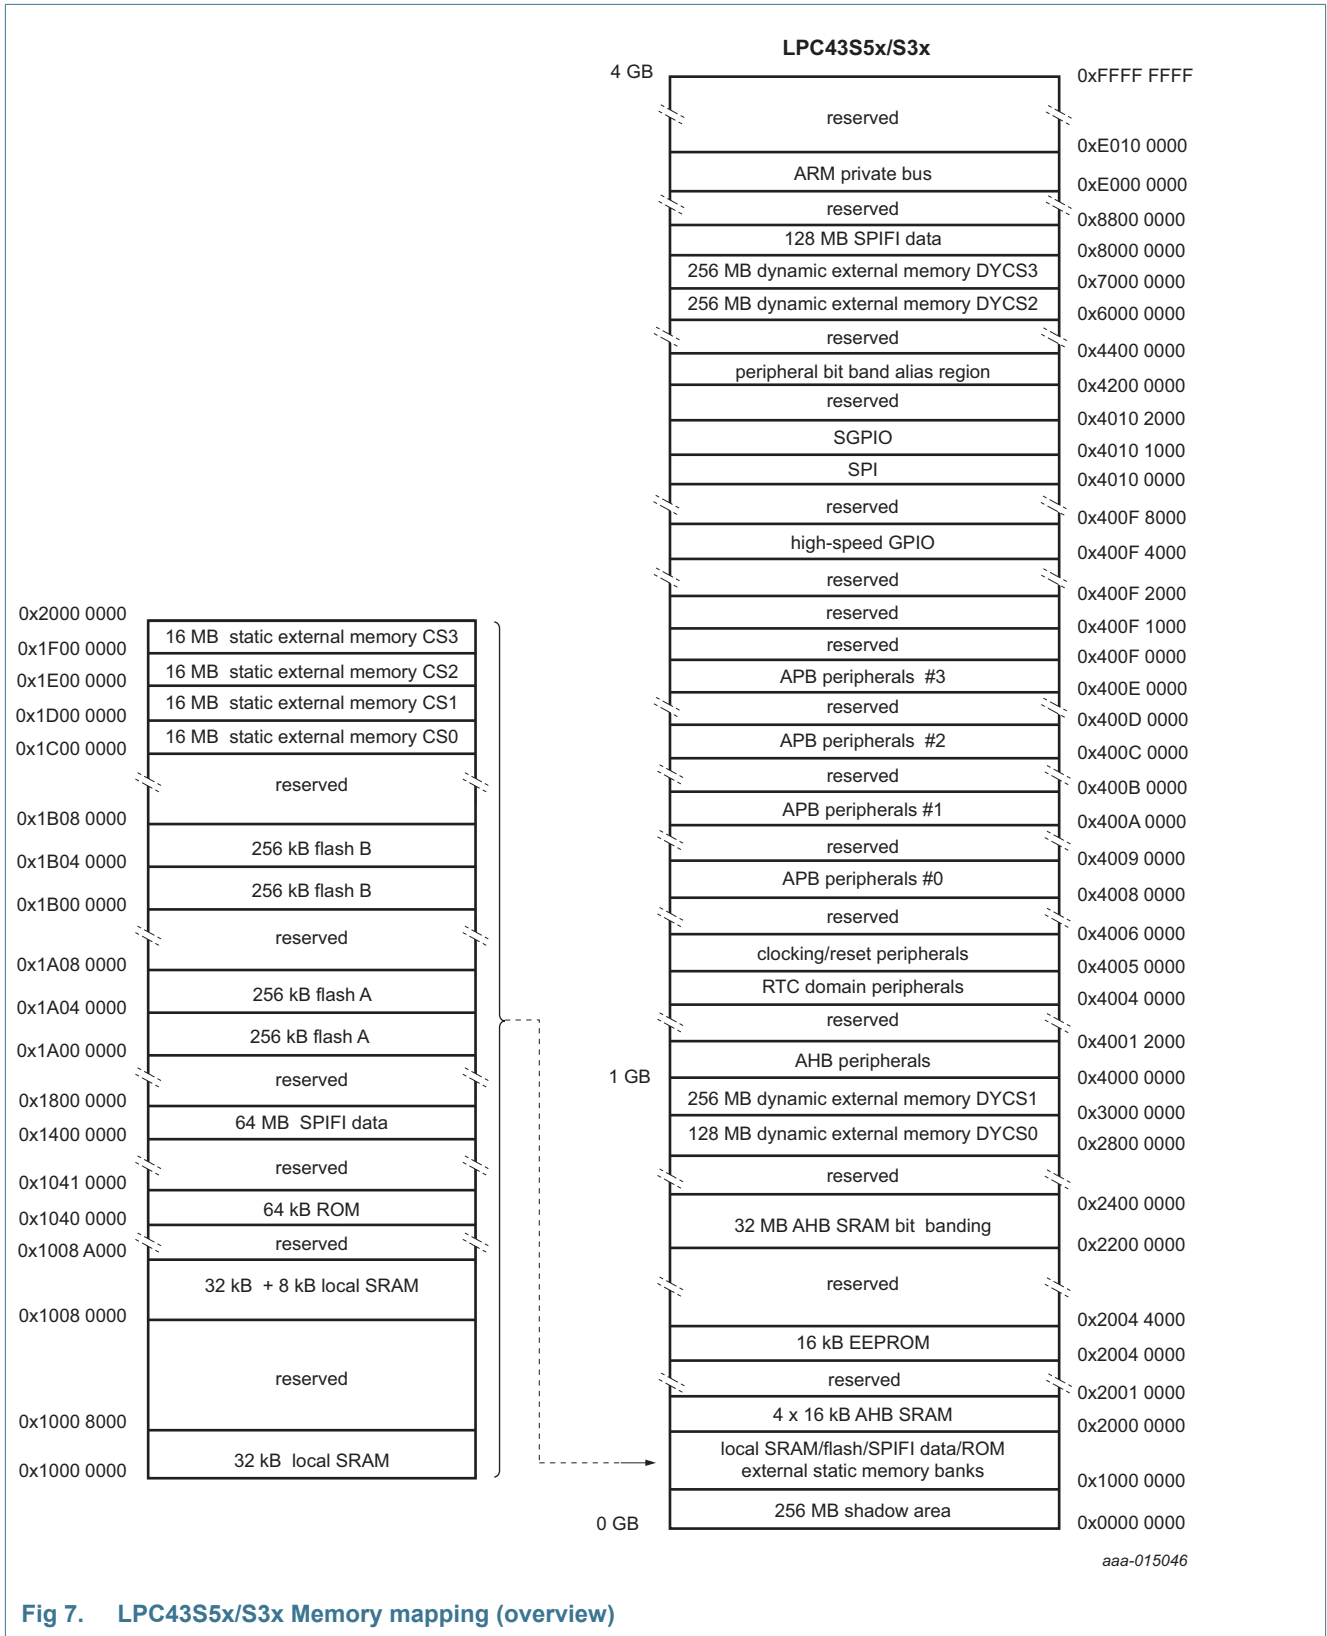 LPC43S5x/S3x
4 GB
0xFFFF FFFF
reserved
0xE010 0000
ARM private bus
0xE000 0000
reserved
0x8800 0000
128 MB SPIFI data
0x8000 0000
256 MB dynamic external memory DYCS3
0x7000 0000
256 MB dynamic external memory DYCS2
0x6000 0000
reserved
0x4400 0000
peripheral bit band alias region
0x4200 0000
reserved
0x4010 2000
SGPIO
0x4010 1000
SPI
0x4010 0000
reserved
0x400F 8000
high-speed GPIO
0x400F 4000
reserved
0x400F 2000
reserved
0x400F 1000
reserved
0x400F 0000
APB peripherals #3
0x400E 0000
reserved
0x400D 0000
APB peripherals #2
0x400C 0000
reserved
0x400B 0000
APB peripherals #1
0x400A 0000
reserved
0x4009 0000
APB peripherals #0
0x4008 0000
reserved
0x4006 0000
clocking/reset peripherals
0x4005 0000
RTC domain peripherals
0x4004 0000
reserved
0x4001 2000
AHB peripherals
1 GB
0x4000 0000
256 MB dynamic external memory DYCS1
0x3000 0000
128 MB dynamic external memory DYCS0
0x2800 0000
reserved
0x2400 0000
32 MB AHB SRAM bit banding
0x2200 0000
reserved
0x2004 4000
16 kB EEPROM
0x2004 0000
reserved
0x2001 0000
4 x 16 kB AHB SRAM
0x2000 0000
local SRAM/flash/SPIFI data/ROM
external static memory banks
0x1000 0000
256 MB shadow area
0 GB
0x0000 0000
0x2000 0000
16 MB static external memory CS3
0x1F00 0000
16 MB static external memory CS2
0x1E00 0000
16 MB static external memory CS1
0x1D00 0000
16 MB static external memory CS0
0x1C00 0000
reserved
0x1B08 0000
256 kB flash B
0x1B04 0000
256 kB flash B
0x1B00 0000
reserved
0x1A08 0000
256 kB flash A
0x1A04 0000
256 kB flash A
0x1A00 0000
reserved
0x1800 0000
64 MB SPIFI data
0x1400 0000
reserved
0x1041 0000
64 kB ROM
0x1040 0000
reserved
0x1008 A000
32 kB + 8 kB local SRAM
0x1008 0000
reserved
0x1000 8000
32 kB local SRAM
0x1000 0000
aaa-015046
Fig 7. LPC43S5x/S3x Memory mapping (overview)